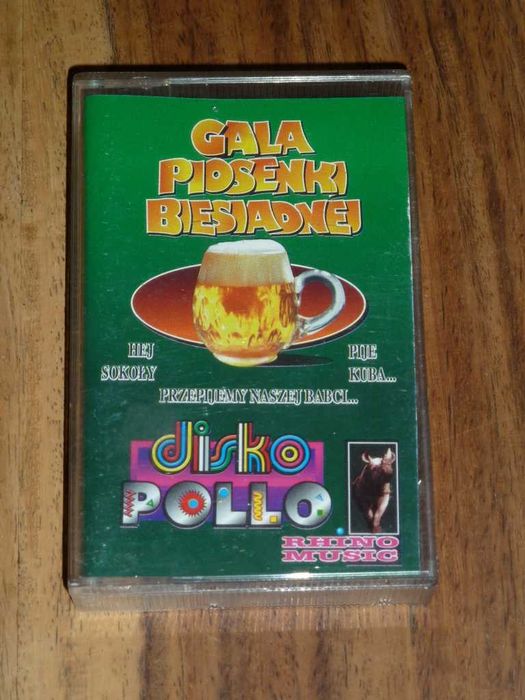 GALA
PIOSENKI
BIESIADNEJ
HEJ
SOKOŁY
PIJE
KUBA...
PRZEPIJEMY NASZEJ BABCI...
disko
POLLO
RHINO
MUSIC